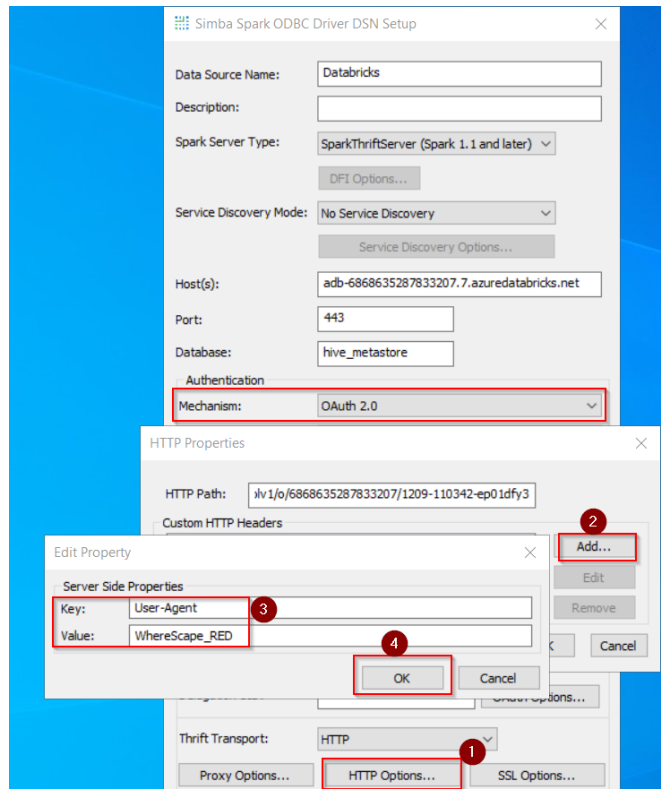 Simba Spark ODBC Driver DSN Setup
Data Source Name: Databricks
Description:
Spark Server Type: SparkThriftServer (Spark 1.1 and later)
DFI Options...
Service Discovery Mode: No Service Discovery
Service Discovery Options...
Host(s): adb-6868635287833207.7.azuredatabricks.net
Port: 443
Database: hive_metastore
Authentication
Mechanism: OAuth 2.0
HTTP Properties
HTTP Path: lv1/o/6868635287833207/1209-110342-ep01dfy3
Custom HTTP Headers
2
Add...
Edit
Remove
Cancel
Edit Property
Server Side Properties
Key: User-Agent 3
Value: WhereScape_RED
4
OK Cancel
Options...
Thrift Transport: HTTP
1
Proxy Options... HTTP Options... SSL Options...